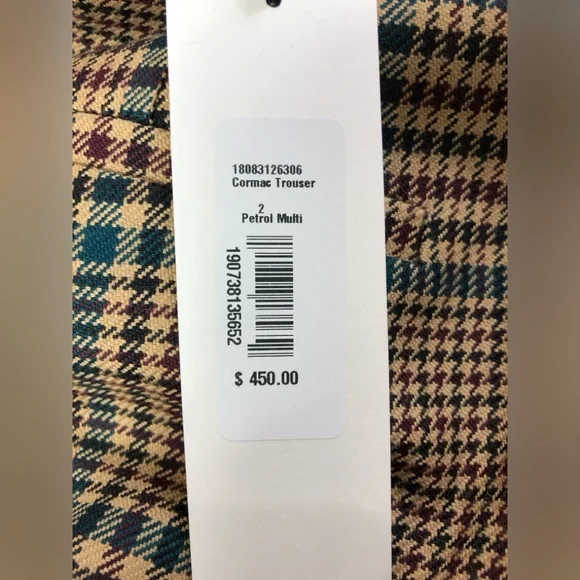 18083126306
Cormac Trouser
2
Petrol Multi
190738135652
$ 450.00